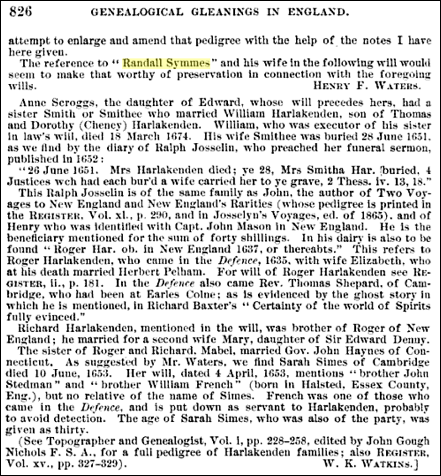 826 GENEALOGICAL GLEANINGS IN ENGLAND.
attempt to enlarge and amend that pedigree with the help of the notes I have
here given.
The reference to "Randall Symmes" and his wife in the following will would
seem to make that worthy of preservation in connection with the foregoing
wills. HENRY F. WATERS.
Anne Scroggs, the daughter of Edward, whose will precedes hers, had a
sister Smith or Smithee who married William Harlakenden, son of Thomas
and Dorothy (Cheney) Harlakenden. William, who was executor of his sister
in law's will, died 18 March 1674. His wife Smithee was buried 28 June 1651.
as we find by the diary of Ralph Josselin, who preached her funeral sermon,
published in 1652:
"26 June 1651. Mrs Harlakenden died; ye 28, Mrs Smitha Har. buried, 4
Justices wch had each bur'd a wife carried her to ye grave, 2 Thess. iv. 13, 18."
This Ralph Josselin is of the same family as John, the author of Two Voy-
ages to New England and New England's Rarities (whose pedigree is printed in
the REGISTER, Vol. xl., p. 290, and in Josselyn's Voyages, ed. of 1865). and of
Henry who was identified with Capt. John Mason in New England. He is the
beneficiary mentioned for the sum of forty shillings. In his dairy is also to be
found "Roger Har. ob. in New England 1637, or thereabts." This refers to
Roger Harlakenden, who came in the Defence, 1635, with wife Elizabeth, who
at his death married Herbert Pelham. For will of Roger Harlakenden see RE-
GISTER, ii., p. 181. In the Defence also came Rev. Thomas Shepard, of Cam-
bridge, who had been at Earles Colne; as is evidenced by the ghost story in
which he is mentioned, in Richard Baxter's "Certainty of the world of Spirits
fully evinced."
Richard Harlakenden, mentioned in the will, was brother of Roger of New
England; he married for a second wife Mary, daughter of Sir Edward Denny.
The sister of Roger and Richard, Mabel, married Gov. John Haynes of Con-
necticut. As suggested by Mr. Waters, we find Sarah Simes of Cambridge
died 10 June, 1653. Her will, dated 4 April, 1653, mentions "brother John
Stedman" and "brother William French" (born in Halsted, Essex County,
Eng.), but no relative of the name of Simes. French was one of those who
came in the Defence, and is put down as servant to Harlakenden, probably
to avoid detection. The age of Sarah Simes, who was also of the party, was
given as thirty.
(See Topographer and Genealogist, Vol. 1, pp. 228-258, edited by John Gough
Nichols F. S. A., for a full pedigree of Harlakenden families; also REGISTER,
Vol. xv., pp. 327-329). W. K. WATKINS.]